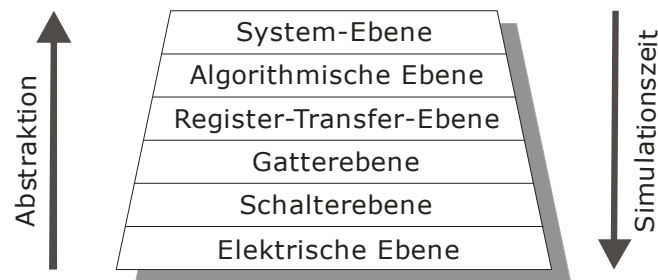 Abstraktion
System-Ebene
Algorithmische Ebene
Register-Transfer-Ebene
Gatterebene
Schalterebene
Elektrische Ebene
Simulationszeit